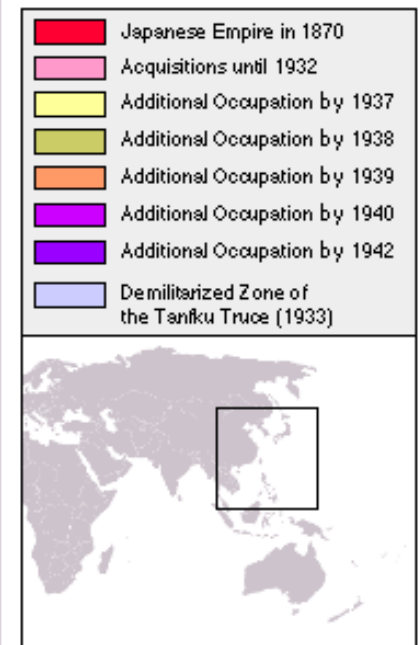 Japanese Empire in 1870
Acquisitions until 1932
Additional Occupation by 1937
Additional Occupation by 1938
Additional Occupation by 1939
Additional Occupation by 1940
Additional Occupation by 1942
Demilitarized Zone of
the Tanfku Truce (1933)